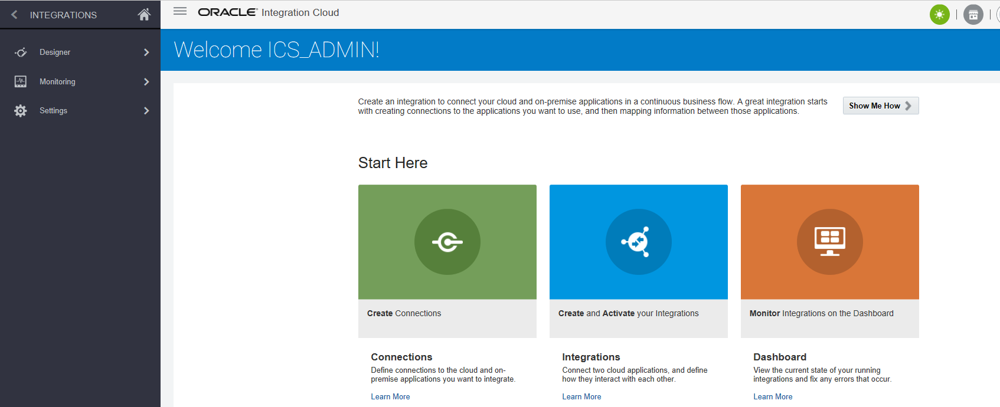 INTEGRATIONS
Designer
Monitoring
Settings
ORACLE® Integration Cloud
Welcome ICS_ADMIN!
Create an integration to connect your cloud and on-premise applications in a continuous business flow. A great integration starts
with creating connections to the applications you want to use, and then mapping information between those applications.
Show Me How
Start Here
Create Connections
Create and Activate your Integrations
Monitor Integrations on the Dashboard
Connections
Define connections to the cloud and on-
premise applications you want to integrate.
Learn More
Integrations
Connect two cloud applications, and define
how they interact with each other.
Learn More
Dashboard
View the current state of your running
integrations and fix any errors that occur.
Learn More